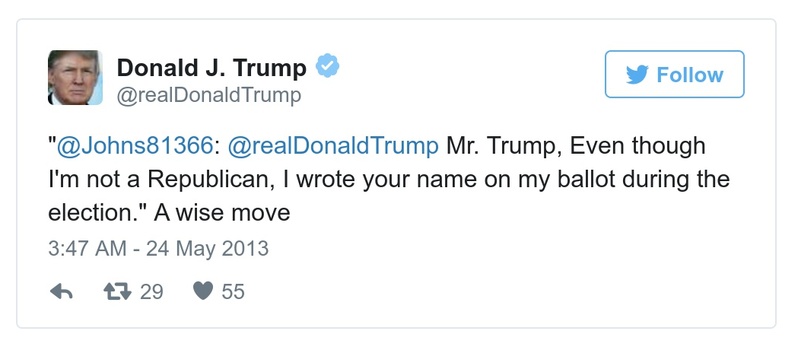 Donald J. Trump
@realDonaldTrump
Follow
"@Johns81366: @realDonaldTrump Mr. Trump, Even though
I'm not a Republican, I wrote your name on my ballot during the
election." A wise move
3:47 AM - 24 May 2013
29 55